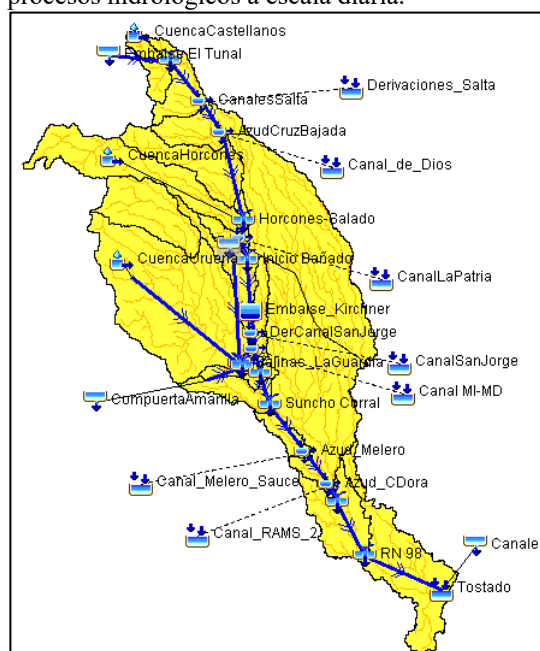 procesos hidrológicos a escala diaria.
CuencaCastellanos
Embalse El Tunal
Derivaciones_Salta
CanalesSalta
AzudCruzBajada
CuencaHorcones
Canal_de_Dios
Horcones-Salado
CuencaUrueña
Inicio Bañado
CanalLaPatria
Embalse_Kirchner
DerCanalSanJorge
CanalSanJorge
LaGuardia
Canal MI-MD
CompuertaAmarilla
Suncho Corral
Azud_Melero
Canal_Melero_Sauce
Azud_CDora
Canal_RAMS_2
RN 98
Canale
Tostado